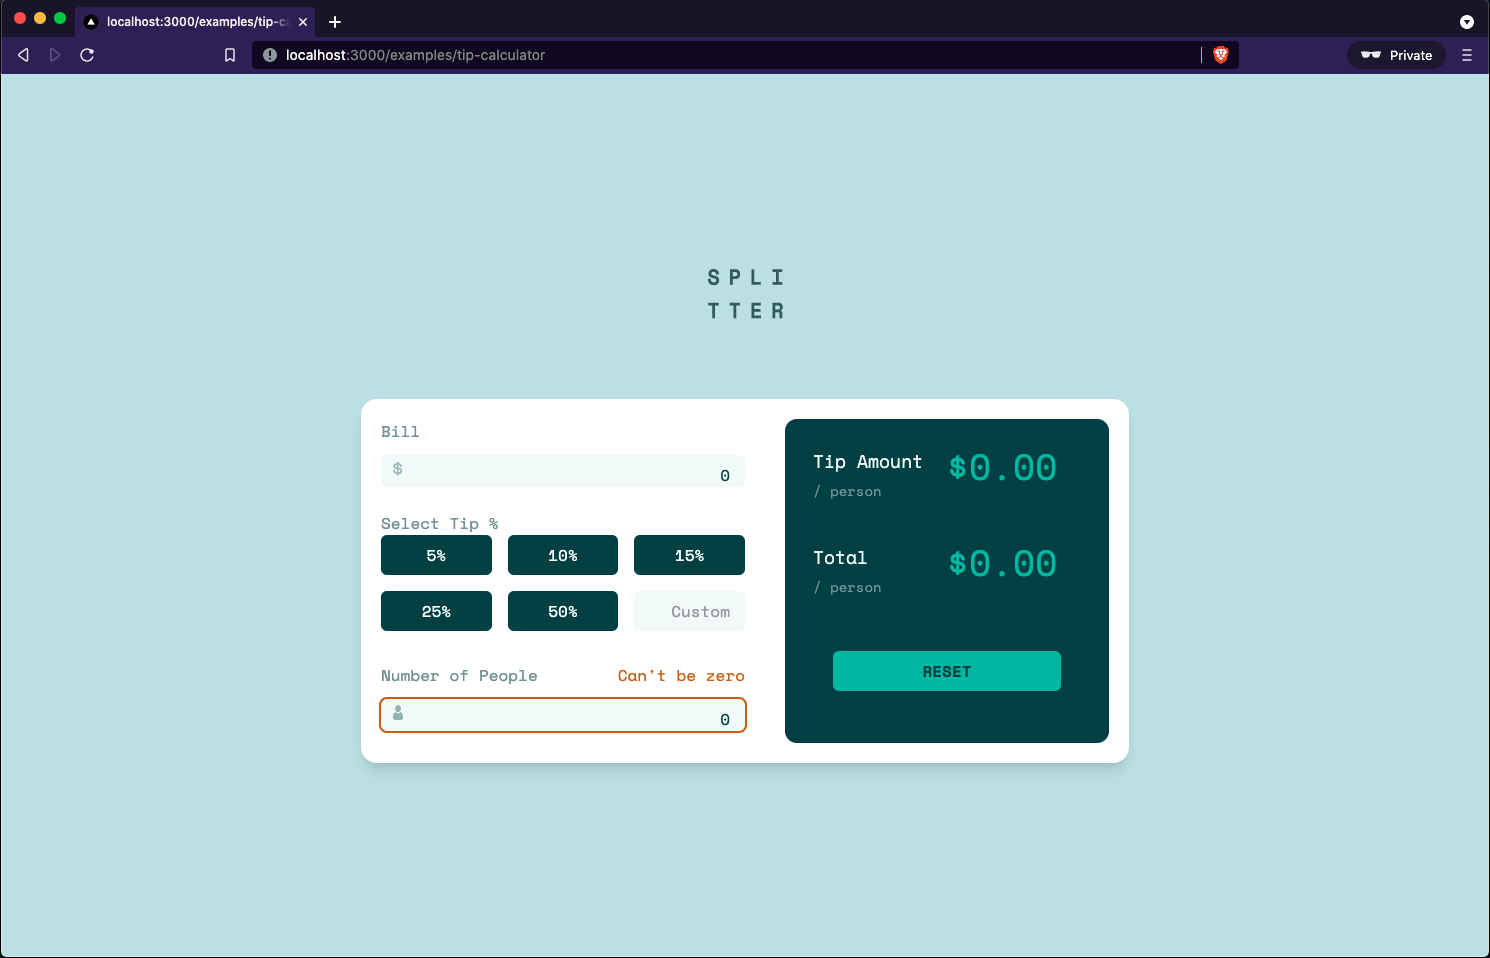 localhost:3000/examples/tip-ca
localhost:3000/examples/tip-calculator
Private
SPLI
TTER
Bill
$
0
Select Tip %
5%
10%
15%
25%
50%
Custom
Number of People
Can't be zero
0
Tip Amount
$0.00
/ person
Total
$0.00
/ person
RESET